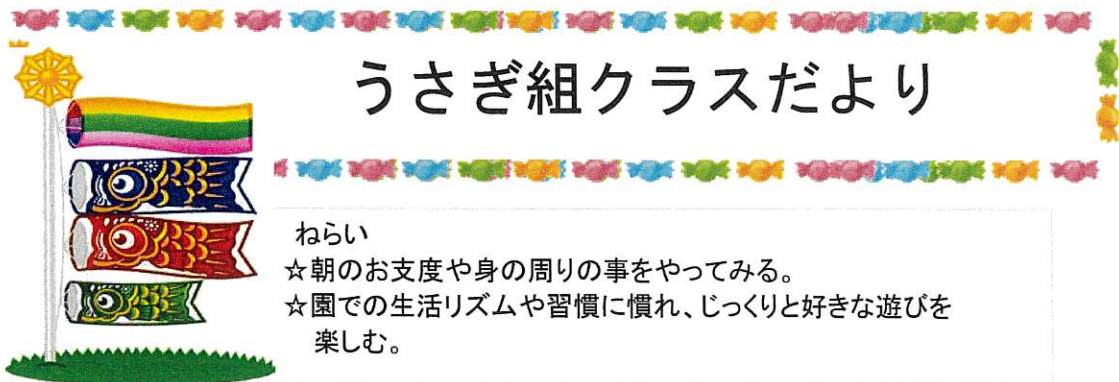 うさぎ組クラスだより
ねらい
☆朝のお支度や身の周りの事をやってみる。
☆園での生活リズムや習慣に慣れ、じっくりと好きな遊びを
楽しむ。